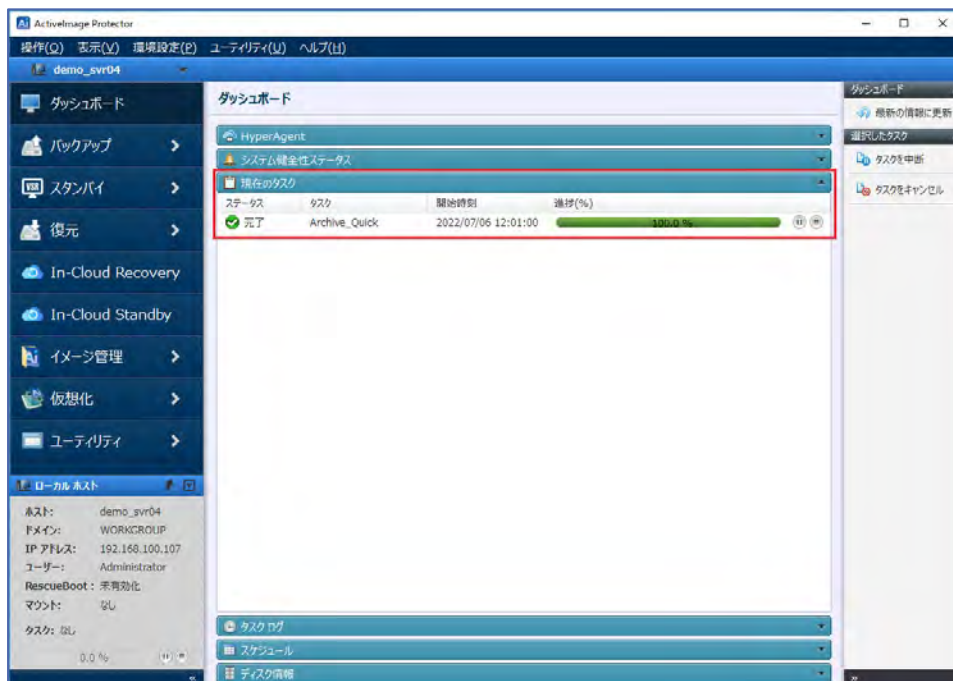 ActiveImage Protector
操作(O) 表示(V) 環境設定(P) ユーティリティ(U) ヘルプ(H)
demo_svr04
ダッシュボード
バックアップ
スタンバイ
復元
In-Cloud Recovery
In-Cloud Standby
イメージ管理
仮想化
ユーティリティ
ローカル ホスト
ホスト: demo_svr04
ドメイン: WORKGROUP
IP アドレス: 192.168.100.107
ユーザー: Administrator
RescueBoot : 未有効化
マウント: なし
タスク: なし
0.0 %
ダッシュボード
HyperAgent
システム健全性ステータス
現在のタスク
ステータス タスク 開始時刻 進捗(%)
完了 Archive_Quick 2022/07/06 12:01:00 100.0 %
タスク ログ
スケジュール
ディスク情報
ダッシュボード
最新の情報に更新
選択したタスク
タスクを中断
タスクをキャンセル